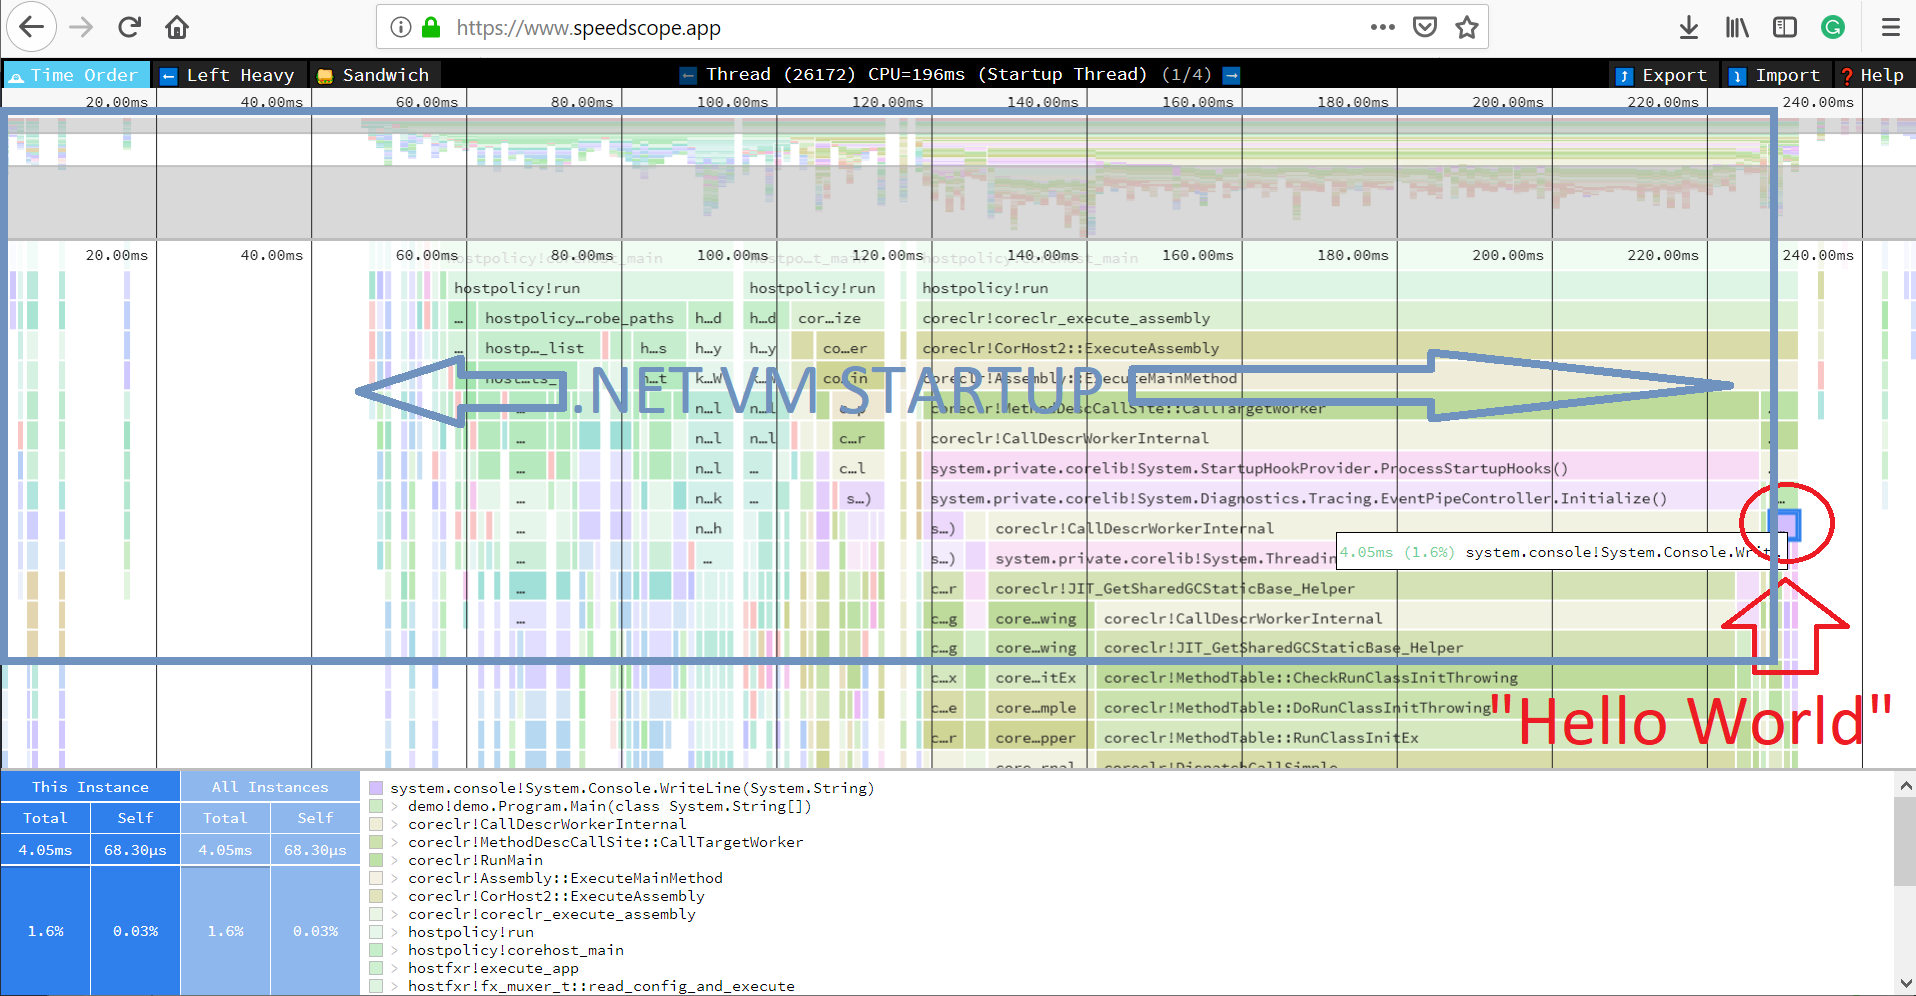 https://www.speedscope.app
Time Order
Left Heavy
Sandwich
Thread (26172) CPU=196ms (Startup Thread) (1/4)
Export
Import
Help
20.00ms 40.00ms 60.00ms 80.00ms 100.00ms 120.00ms 140.00ms 160.00ms 180.00ms 200.00ms 220.00ms 240.00ms
20.00ms 40.00ms 60.00ms 80.00ms 100.00ms 120.00ms 140.00ms 160.00ms 180.00ms 200.00ms 220.00ms 240.00ms
hostpolicy!run hostpolicy!run hostpolicy!run
… hostpolicy…robe_paths h…d h…d cor…ize coreclr!coreclr_execute_assembly
… hostp…_list h…s h…y h…y co…er coreclr!CorHost2::ExecuteAssembly
coreclr!Assembly::ExecuteMainMethod
.NET VM STARTUP
… n…l n…l coreclr!MethodDescCallSite::CallTargetWorker
… n…l n…l c…r coreclr!CallDescrWorkerInternal
… n…l … c…l system.private.corelib!System.StartupHookProvider.ProcessStartupHooks()
… n…k … s…) system.private.corelib!System.Diagnostics.Tracing.EventPipeController.Initialize() …
… n…h s…) coreclr!CallDescrWorkerInternal
… … s…) system.private.corelib!System.Threadin
4.05ms (1.6%) system.console!System.Console.Writ…
… c…r coreclr!JIT_GetSharedGCStaticBase_Helper
… c…g core…wing coreclr!CallDescrWorkerInternal
c…g core…wing coreclr!JIT_GetSharedGCStaticBase_Helper
c…x core…itEx coreclr!MethodTable::CheckRunClassInitThrowing
c…e core…mple coreclr!MethodTable::DoRunClassInitThrowing
c…r core…pper coreclr!MethodTable::RunClassInitEx
"Hello World"
This Instance All Instances
Total Self Total Self
4.05ms 68.30µs 4.05ms 68.30µs
1.6% 0.03% 1.6% 0.03%
system.console!System.Console.WriteLine(System.String)
> demo!demo.Program.Main(class System.String[])
> coreclr!CallDescrWorkerInternal
> coreclr!MethodDescCallSite::CallTargetWorker
> coreclr!RunMain
> coreclr!Assembly::ExecuteMainMethod
> coreclr!CorHost2::ExecuteAssembly
> coreclr!coreclr_execute_assembly
> hostpolicy!run
> hostpolicy!corehost_main
> hostfxr!execute_app
> hostfxr!fx_muxer_t::read_config_and_execute